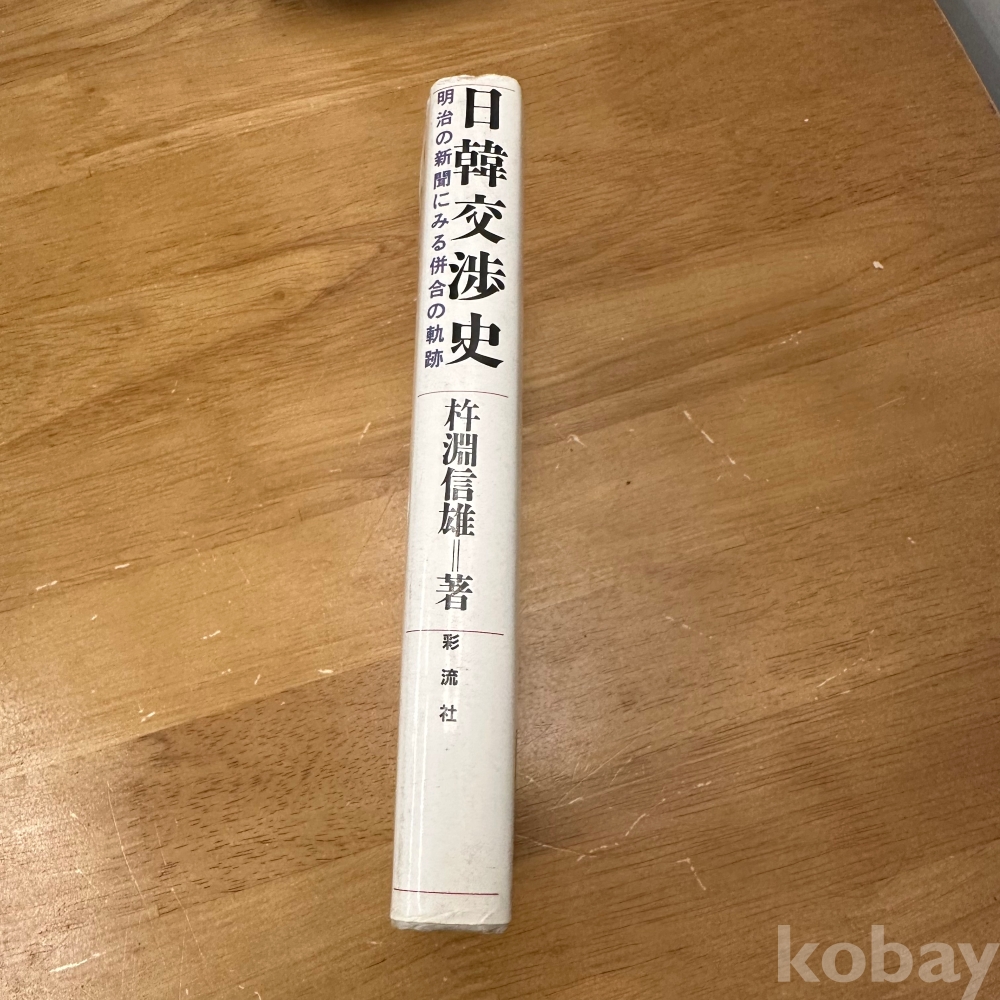 日韓交渉史
明治の新聞にみる併合の軌跡
杵淵信雄=著
彩流社
kobay